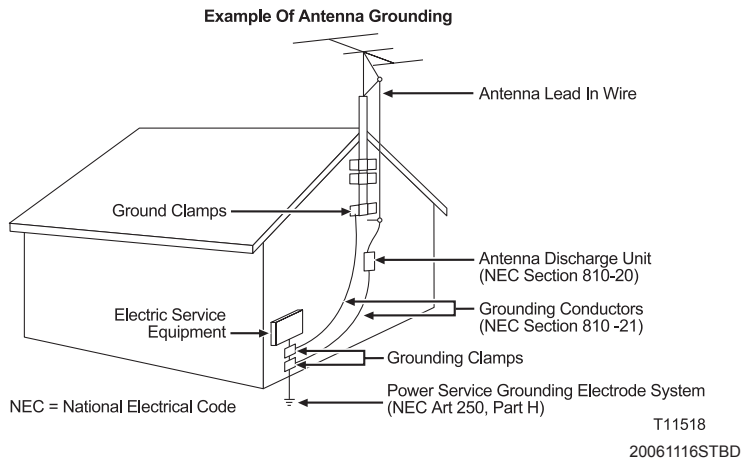 Example Of Antenna Grounding
Antenna Lead In Wire
Ground Clamps
Antenna Discharge Unit
(NEC Section 810-20)
Electric Service
Equipment
Grounding Conductors
(NEC Section 810 -21)
Grounding Clamps
Power Service Grounding Electrode System
(NEC Art 250, Part H)
NEC = National Electrical Code
T11518
20061116STBD